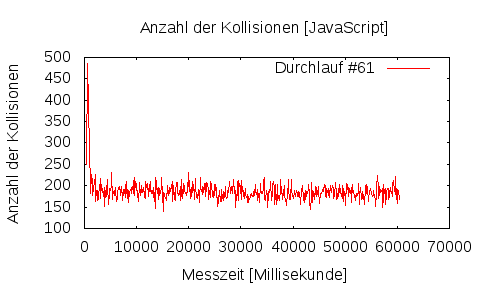 Anzahl der Kollisionen [JavaScript]
Durchlauf #61
Anzahl der Kollisionen
500
450
400
350
300
250
200
150
100
0 10000 20000 30000 40000 50000 60000 70000
Messzeit [Millisekunde]